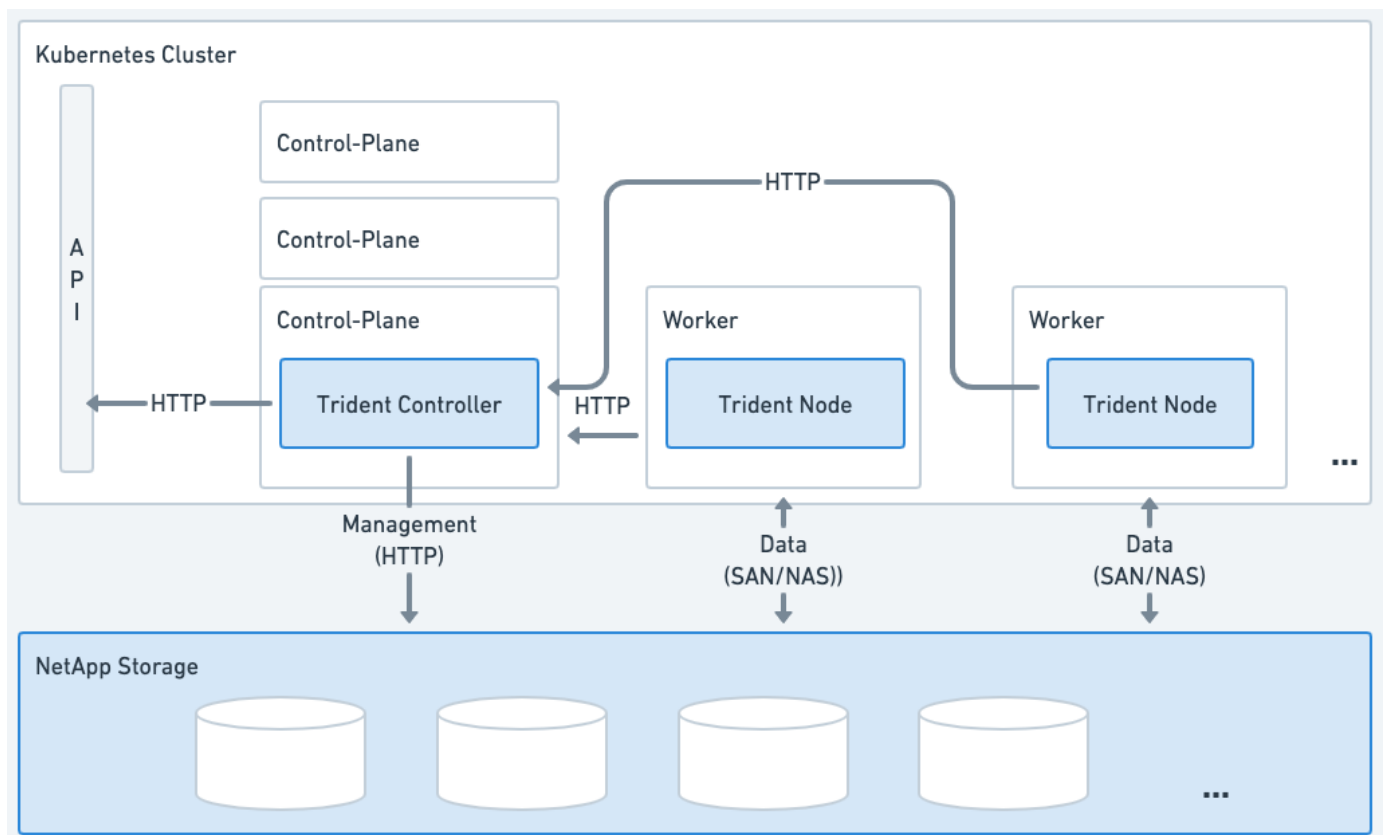 Kubernetes Cluster
A
P
I
Control-Plane
Control-Plane
Control-Plane
Trident Controller
HTTP
HTTP
HTTP
Worker
Trident Node
Worker
Trident Node
...
Management
(HTTP)
Data
(SAN/NAS))
Data
(SAN/NAS)
NetApp Storage
...